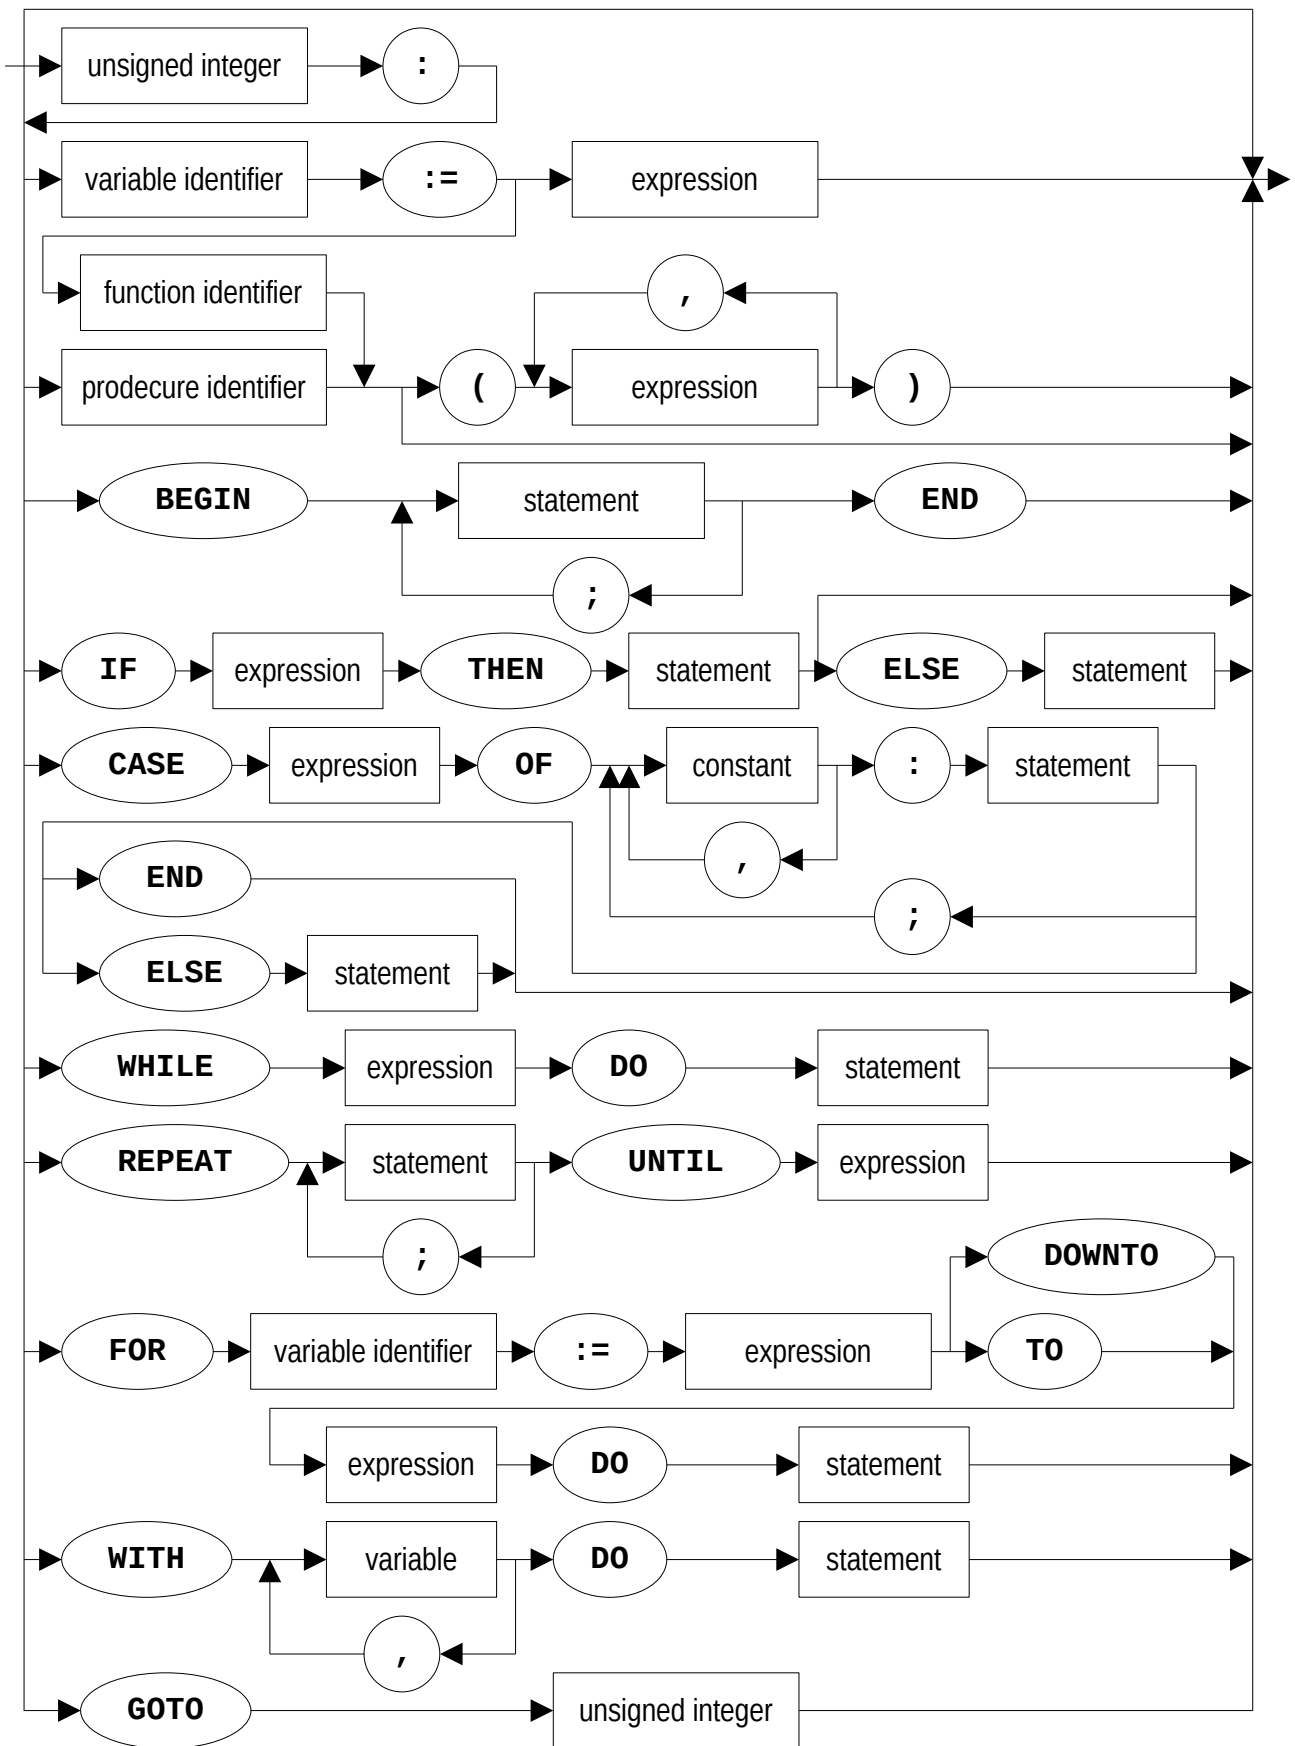 unsigned integer :
variable identifier := expression
function identifier ,
prodecure identifier ( expression )
BEGIN statement END
;
IF expression THEN statement ELSE statement
CASE expression OF constant : statement
,
END
;
ELSE statement
WHILE expression DO statement
REPEAT statement UNTIL expression
;
DOWNTO
FOR variable identifier := expression TO
expression DO statement
WITH variable DO statement
,
GOTO unsigned integer